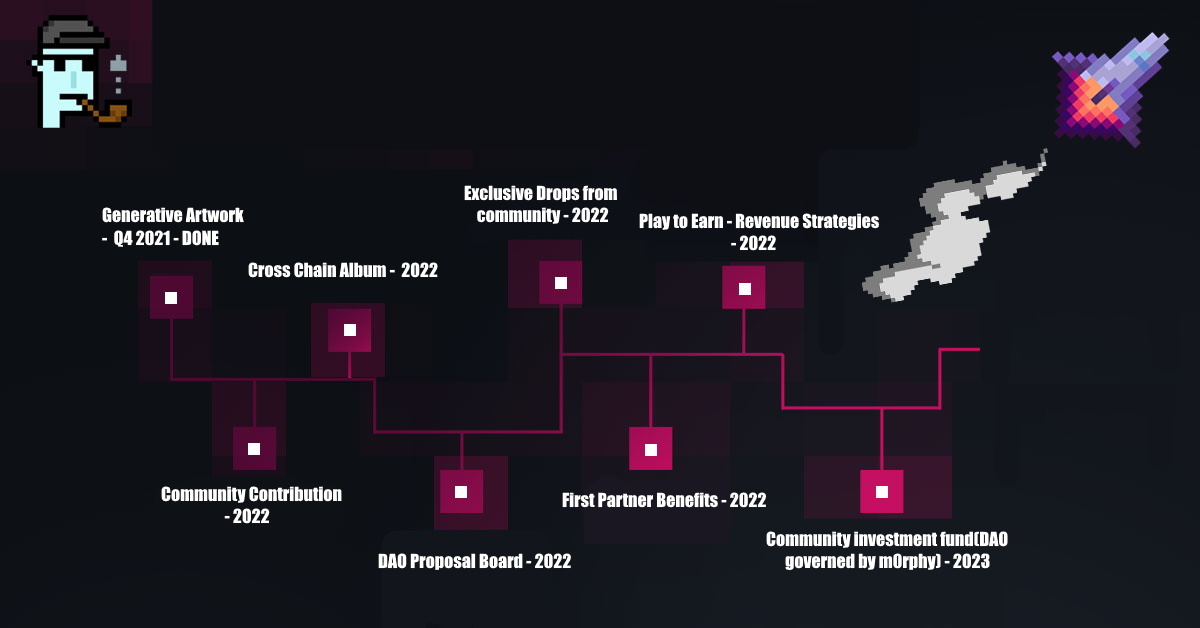 Generative Artwork
- Q4 2021 - DONE
Community Contribution
- 2022
Cross Chain Album - 2022
DAO Proposal Board - 2022
Exclusive Drops from
community - 2022
First Partner Benefits - 2022
Play to Earn - Revenue Strategies
- 2022
Community investment fund(DAO
governed by m0rphy) - 2023